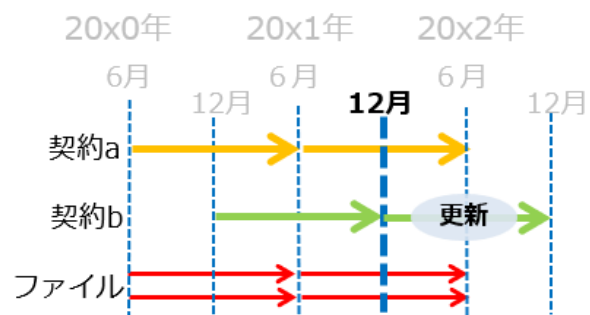 20x0年 20x1年 20x2年
6月 6月 6月
12月 12月 12月
契約a
契約b 更新
ファイル